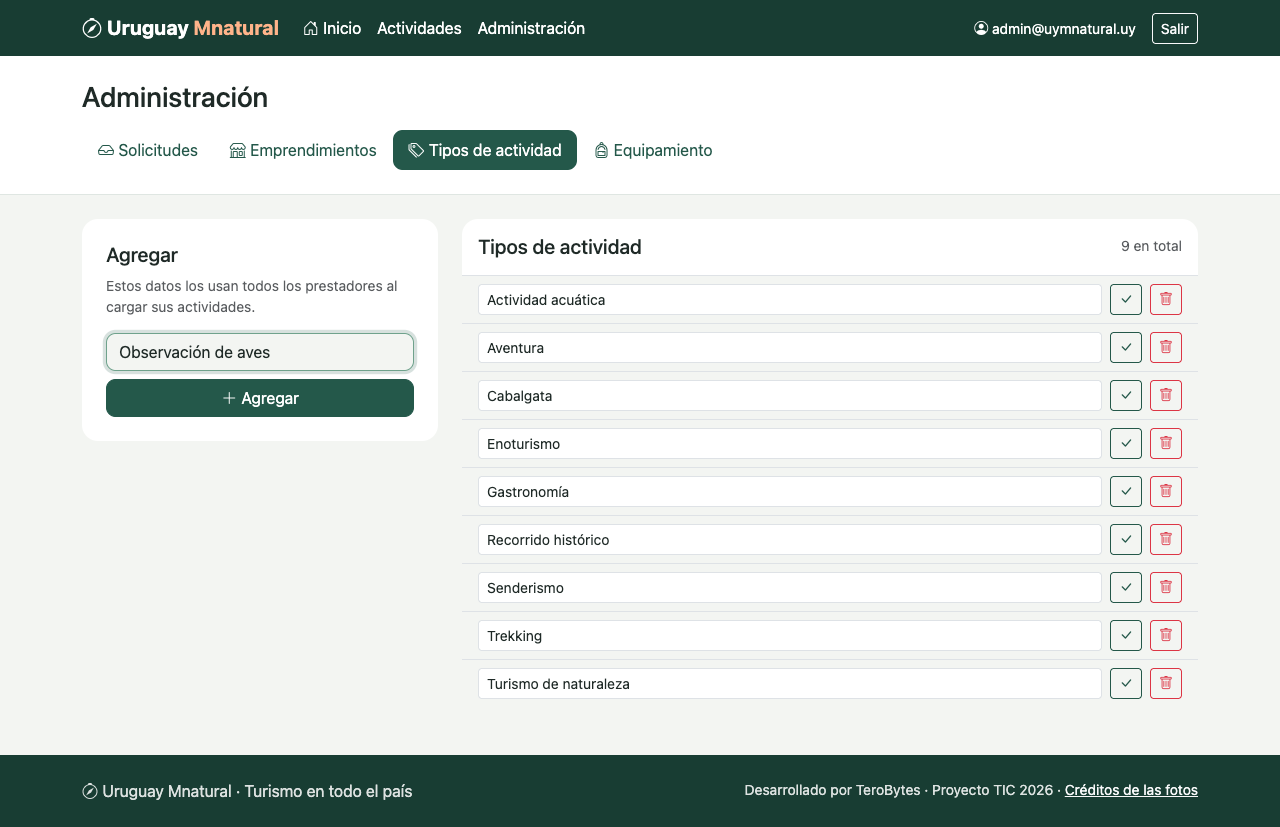 Uruguay Mnatural
Inicio
Actividades
Administración
admin@uymnatural.uy
Salir
Administración
Solicitudes
Emprendimientos
Tipos de actividad
Equipamiento
Agregar
Estos datos los usan todos los prestadores al
cargar sus actividades.
Observación de aves
Agregar
Tipos de actividad
9 en total
Actividad acuática
Aventura
Cabalgata
Enoturismo
Gastronomía
Recorrido histórico
Senderismo
Trekking
Turismo de naturaleza
Uruguay Mnatural · Turismo en todo el país
Desarrollado por TeroBytes · Proyecto TIC 2026 · Créditos de las fotos